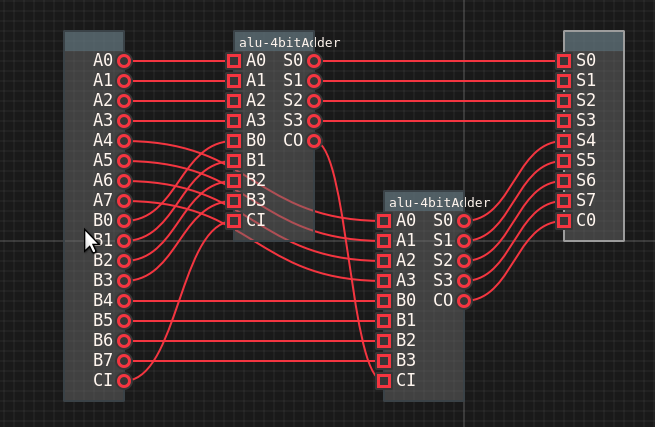 alu-4bitAdder
A0 A0 S0 S0
A1 A1 S1 S1
A2 A2 S2 S2
A3 A3 S3 S3
A4 B0 CO S4
A5 B1 S5
A6 B2 S6
A7 B3 alu-4bitAdder S7
B0 CI A0 S0 C0
B1 A1 S1
B2 A2 S2
B3 A3 S3
B4 B0 CO
B5 B1
B6 B2
B7 B3
CI CI